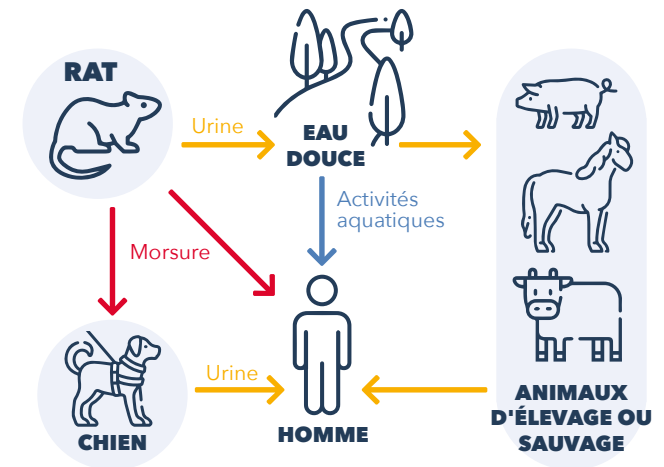 RAT
Urine
EAU
DOUCE
Activités
aquatiques
Morsure
Urine
CHIEN
HOMME
ANIMAUX
D'ÉLEVAGE OU
SAUVAGE